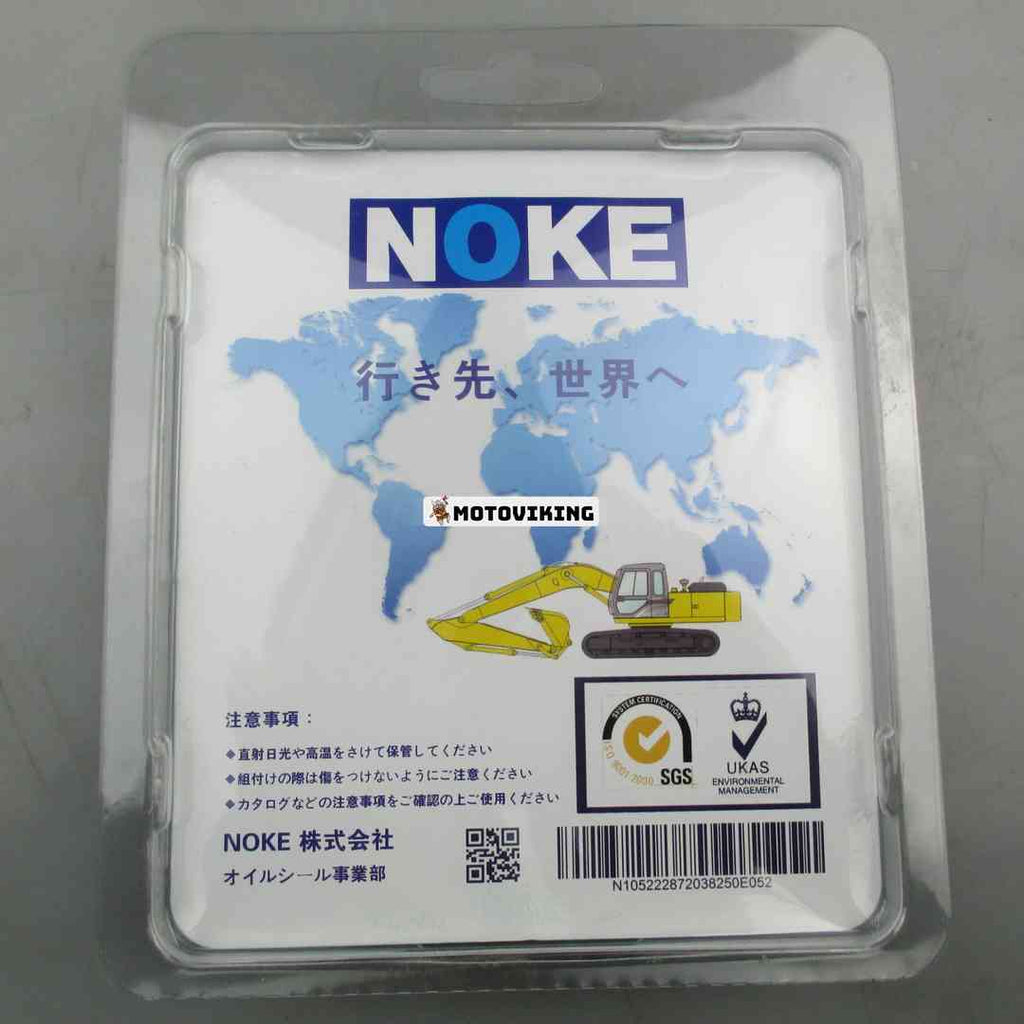 NOKE
行き先、世界へ
MOTOVIKING
注意事項：
◆直射日光や高温をさけて保管してください
◆組付けの際は傷をつけないようにご注意ください
◆カタログなどの注意事項をご確認の上ご使用ください
NOKE 株式会社
オイルシール事業部
SYSTEM CERTIFICATION
ISO 9001:2000
SGS
UKAS
ENVIRONMENTAL
MANAGEMENT
N105222872038250E052